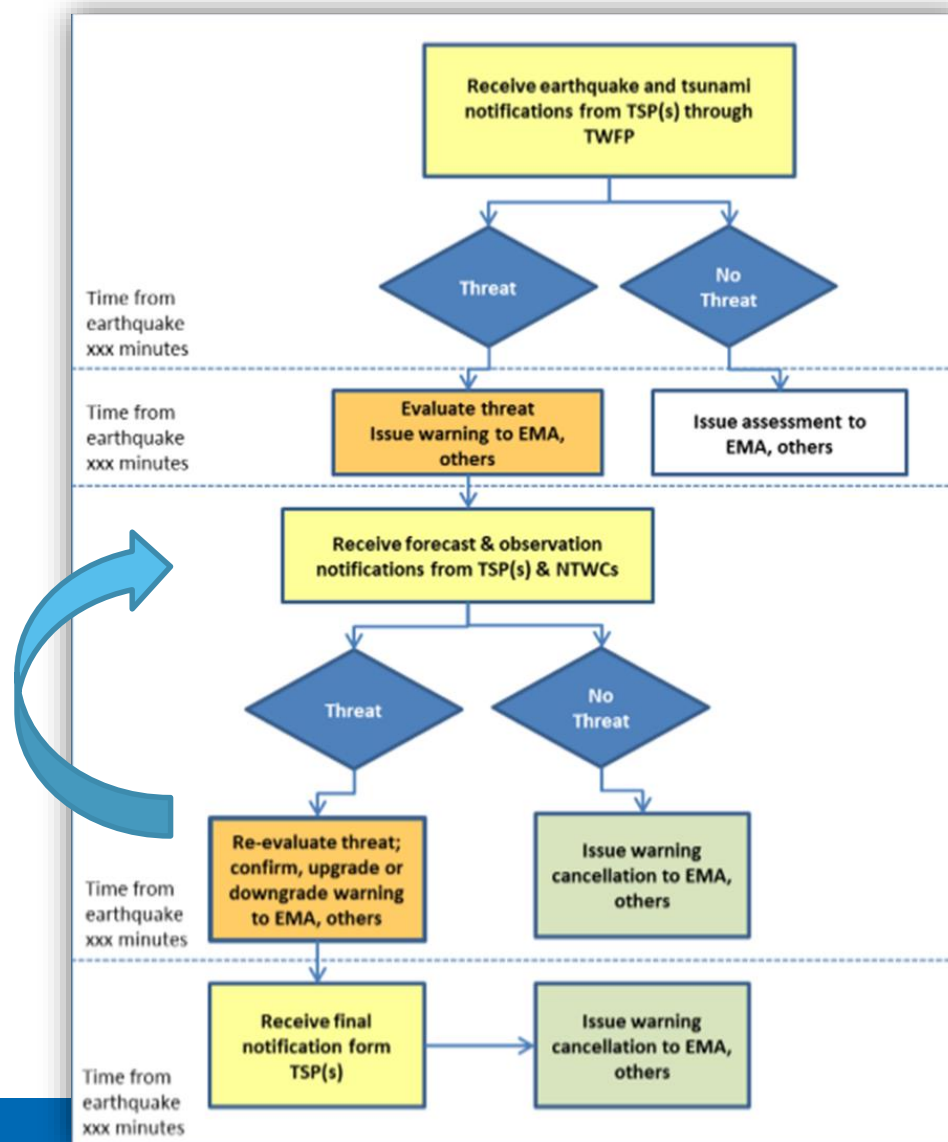 Receive earthquake and tsunami
notifications from TSP(s) through
TWFP
Threat
No
Threat
Time from
earthquake
xxx minutes
Time from
earthquake
xxx minutes
Evaluate threat
Issue warning to EMA,
others
Issue assessment to
EMA, others
Receive forecast & observation
notifications from TSP(s) & NTWCs
Threat
No
Threat
Re-evaluate threat;
confirm, upgrade or
downgrade warning
to EMA, others
Issue warning
cancellation to EMA,
others
Time from
earthquake
xxx minutes
Receive final
notification form
TSP(s)
Issue warning
cancellation to EMA,
others
Time from
earthquake
xxx minutes